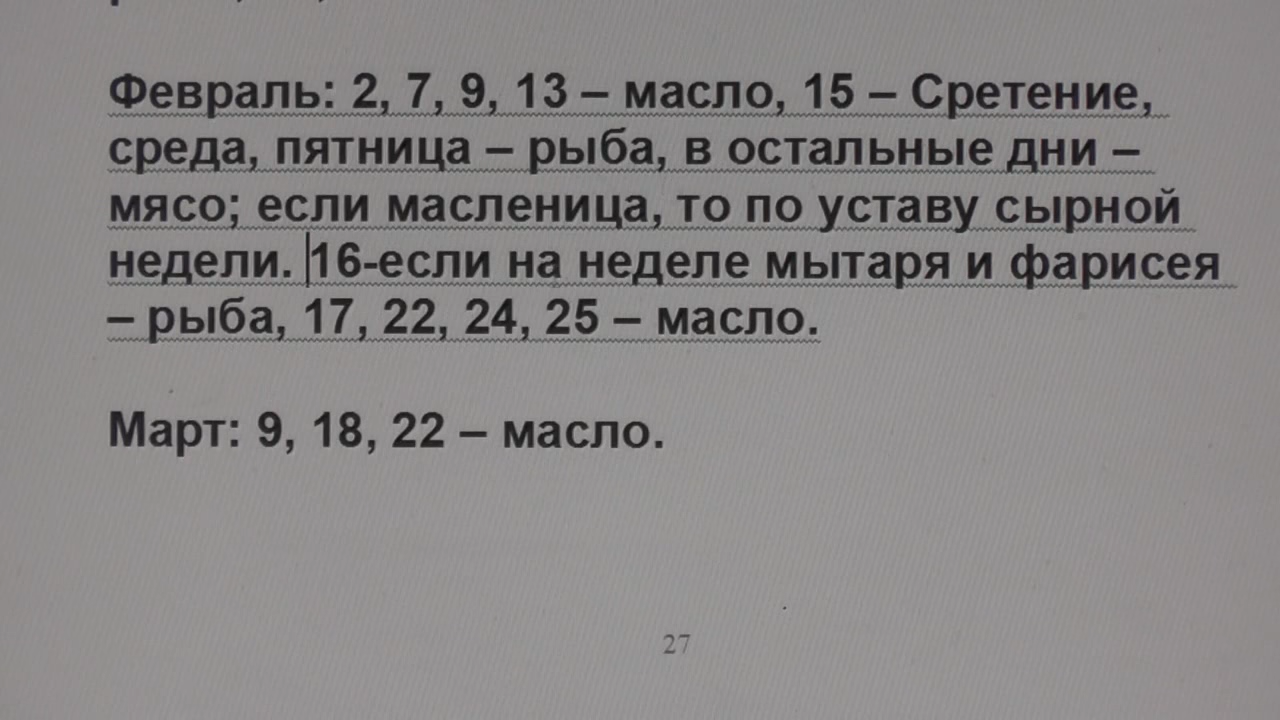 Февраль: 2, 7, 9, 13 – масло, 15 – Сретение,
среда, пятница – рыба, в остальные дни –
мясо; если масленица, то по уставу сырной
недели. 16-если на неделе мытаря и фарисея
– рыба, 17, 22, 24, 25 – масло.
Март: 9, 18, 22 – масло.
27